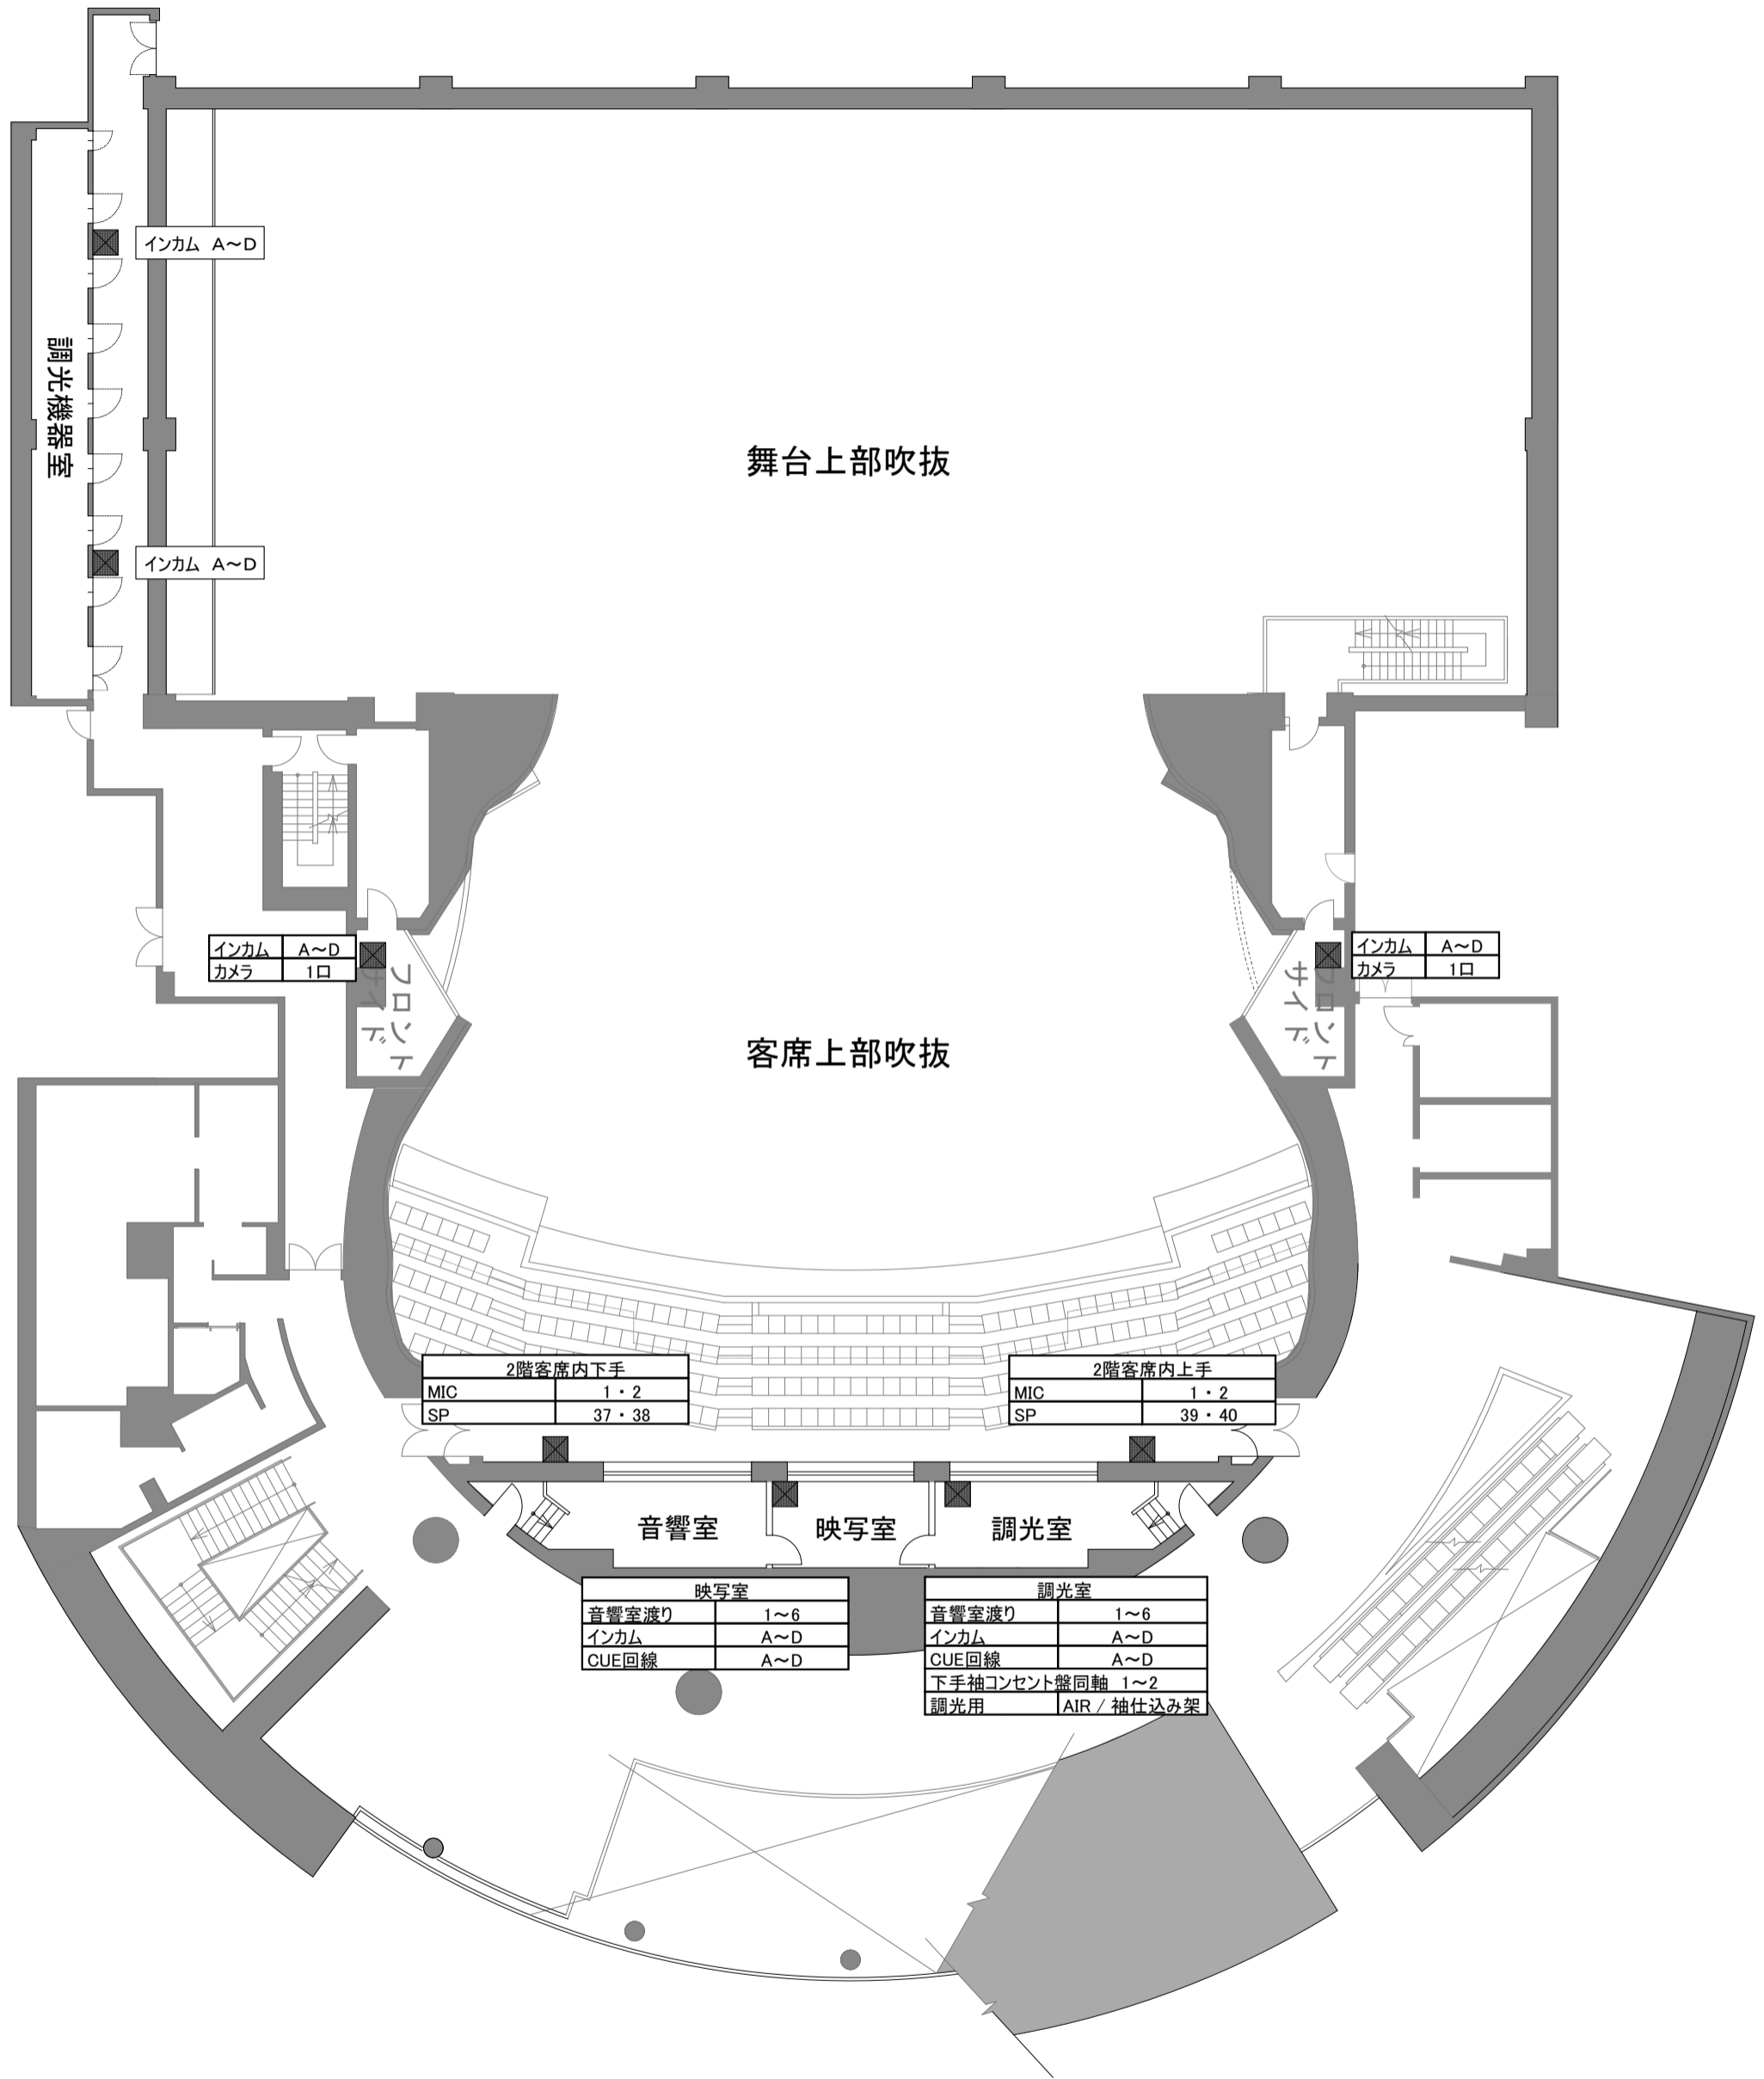 インカム A～D
調光機器室
舞台上部吹抜
インカム A～D
インカム A～D
カメラ 1口
フロント
サイド
インカム A～D
カメラ 1口
フロント
サイド
客席上部吹抜
2階客席内下手
MIC 1・2
SP 37・38
2階客席内上手
MIC 1・2
SP 39・40
音響室
映写室
調光室
映写室
音響室渡り 1～6
インカム A～D
CUE回線 A～D
調光室
音響室渡り 1～6
インカム A～D
CUE回線 A～D
下手袖コンセント盤同軸 1～2
調光用 AIR / 袖仕込み架